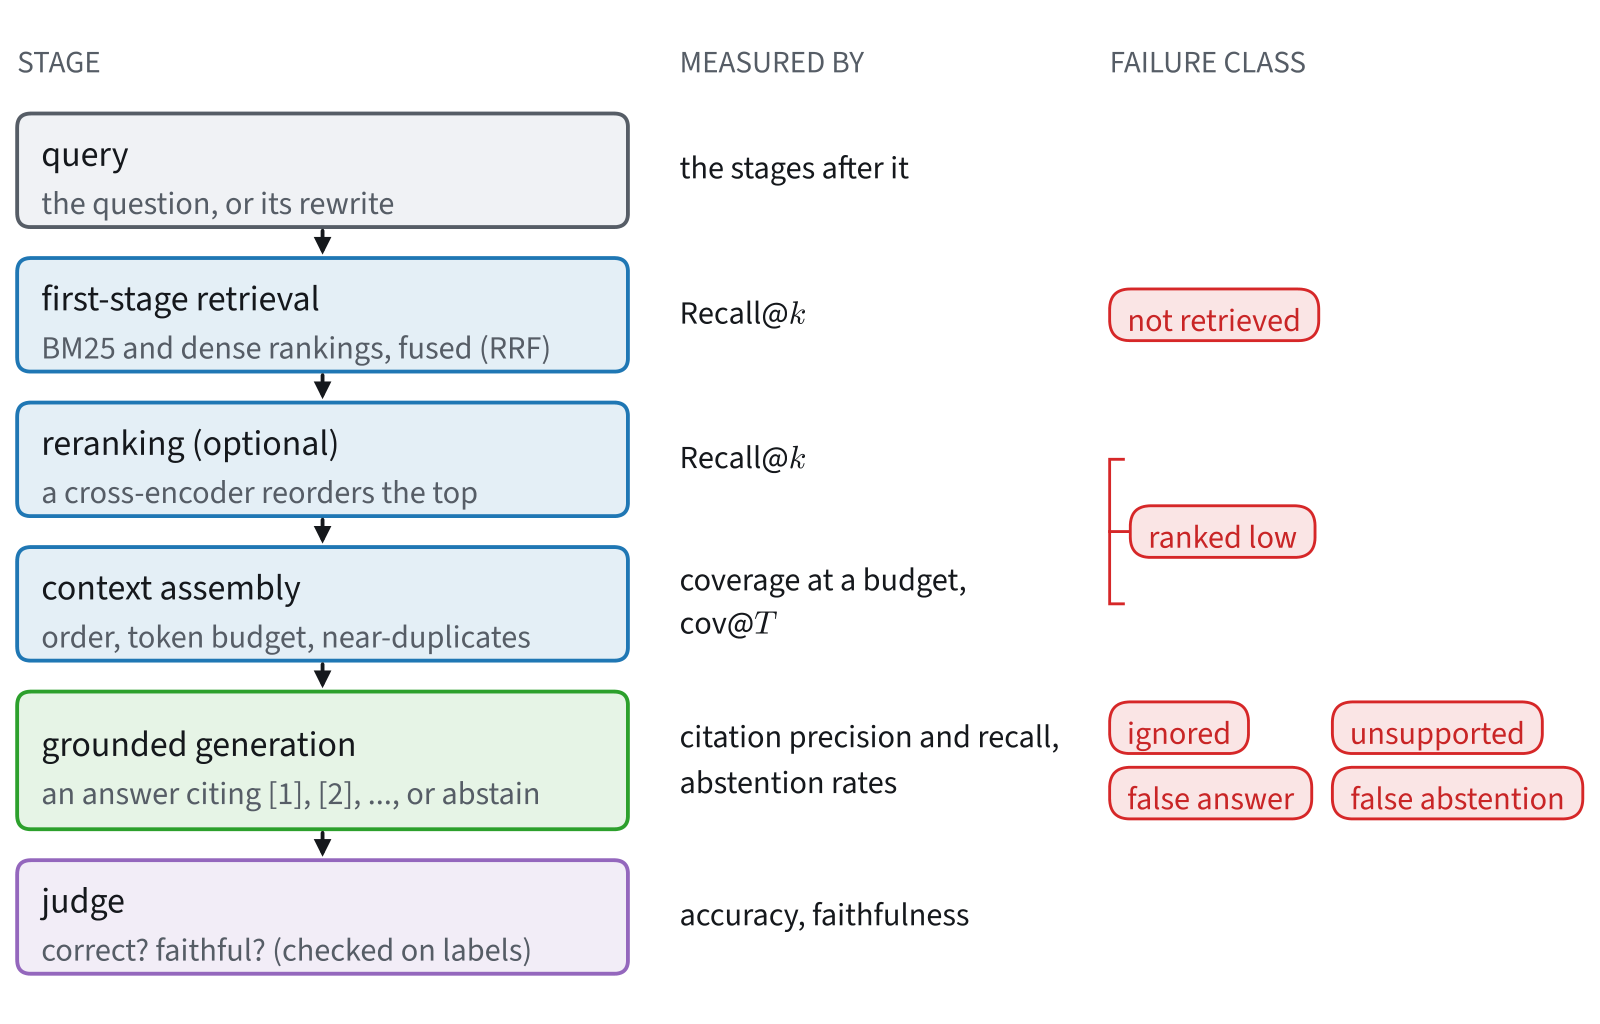 STAGE
MEASURED BY
FAILURE CLASS
query
the question, or its rewrite
the stages after it
first-stage retrieval
BM25 and dense rankings, fused (RRF)
Recall@k
not retrieved
reranking (optional)
a cross-encoder reorders the top
Recall@k
ranked low
context assembly
order, token budget, near-duplicates
coverage at a budget,
cov@T
grounded generation
an answer citing [1], [2], ..., or abstain
citation precision and recall,
abstention rates
ignored
unsupported
false answer
false abstention
judge
correct? faithful? (checked on labels)
accuracy, faithfulness